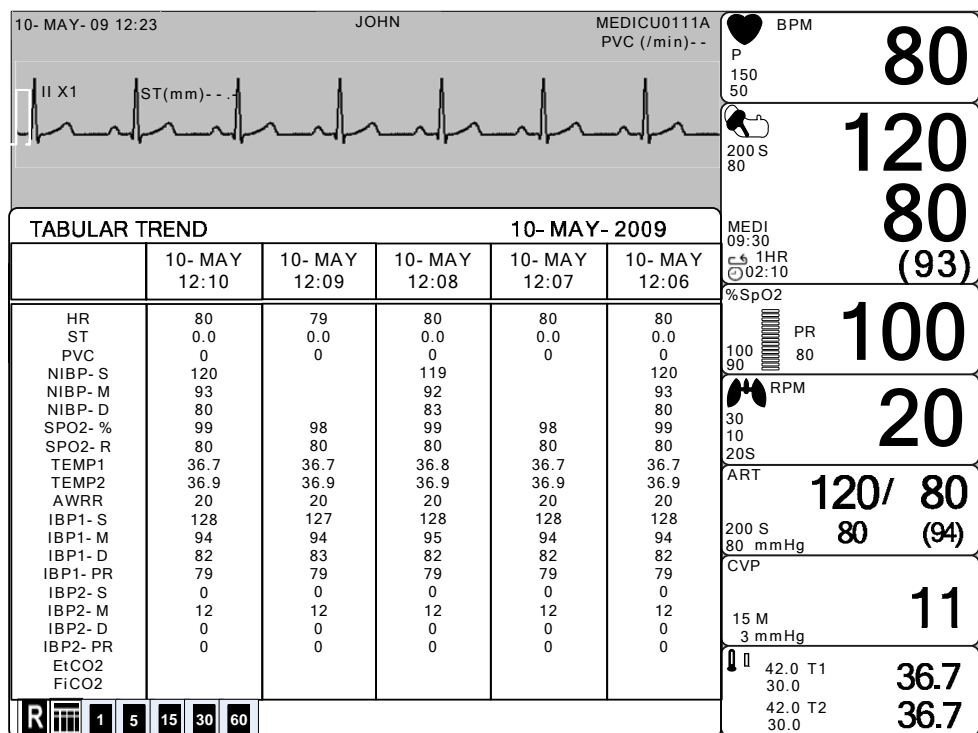 10- MAY- 09 12:23 JOHN MEDICU0111A
PVC (/min)- -
II X1 ST(mm)- - .-
TABULAR TREND 10- MAY- 2009
10- MAY 10- MAY 10- MAY 10- MAY 10- MAY
12:10 12:09 12:08 12:07 12:06
HR 80 79 80 80 80
ST 0.0 0.0 0.0 0.0 0.0
PVC 0 0 0 0 0
NIBP- S 120 119 120
NIBP- M 93 92 93
NIBP- D 80 83 80
SPO2- % 99 98 99 98 99
SPO2- R 80 80 80 80 80
TEMP1 36.7 36.7 36.8 36.7 36.7
TEMP2 36.9 36.9 36.9 36.9 36.9
AWRR 20 20 20 20 20
IBP1- S 128 127 128 128 128
IBP1- M 94 94 95 94 94
IBP1- D 82 83 82 82 82
IBP1- PR 79 79 79 79 79
IBP2- S 0 0 0 0 0
IBP2- M 12 12 12 12 12
IBP2- D 0 0 0 0 0
IBP2- PR 0 0 0 0 0
EtCO2
FiCO2
R 1 5 15 30 60
BPM
P
150
50
80
200 S
80
120
80
MEDI
09:30
1HR
02:10
(93)
%SpO2
PR
100 80
90
100
RPM
30
10
20S
20
ART
120/ 80
200 S 80 (94)
80 mmHg
CVP
11
15 M
3 mmHg
42.0 T1 36.7
30.0
42.0 T2 36.7
30.0